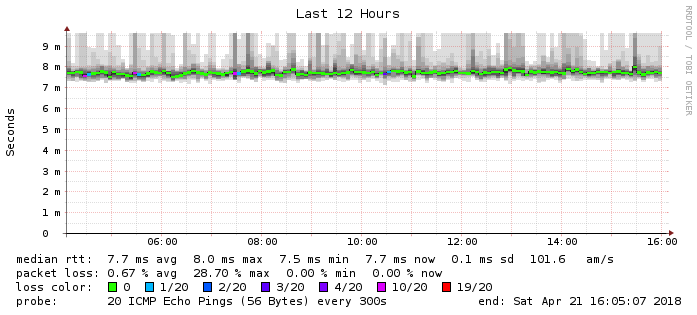 Last 12 Hours
RRDTOOL / TOBI OETIKER
Seconds
9 m
8 m
7 m
6 m
5 m
4 m
3 m
2 m
1 m
0
06:00 08:00 10:00 12:00 14:00 16:00
median rtt: 7.7 ms avg 8.0 ms max 7.5 ms min 7.7 ms now 0.1 ms sd 101.6 am/s
packet loss: 0.67 % avg 28.70 % max 0.00 % min 0.00 % now
loss color: 0 1/20 2/20 3/20 4/20 10/20 19/20
probe: 20 ICMP Echo Pings (56 Bytes) every 300s end: Sat Apr 21 16:05:07 2018